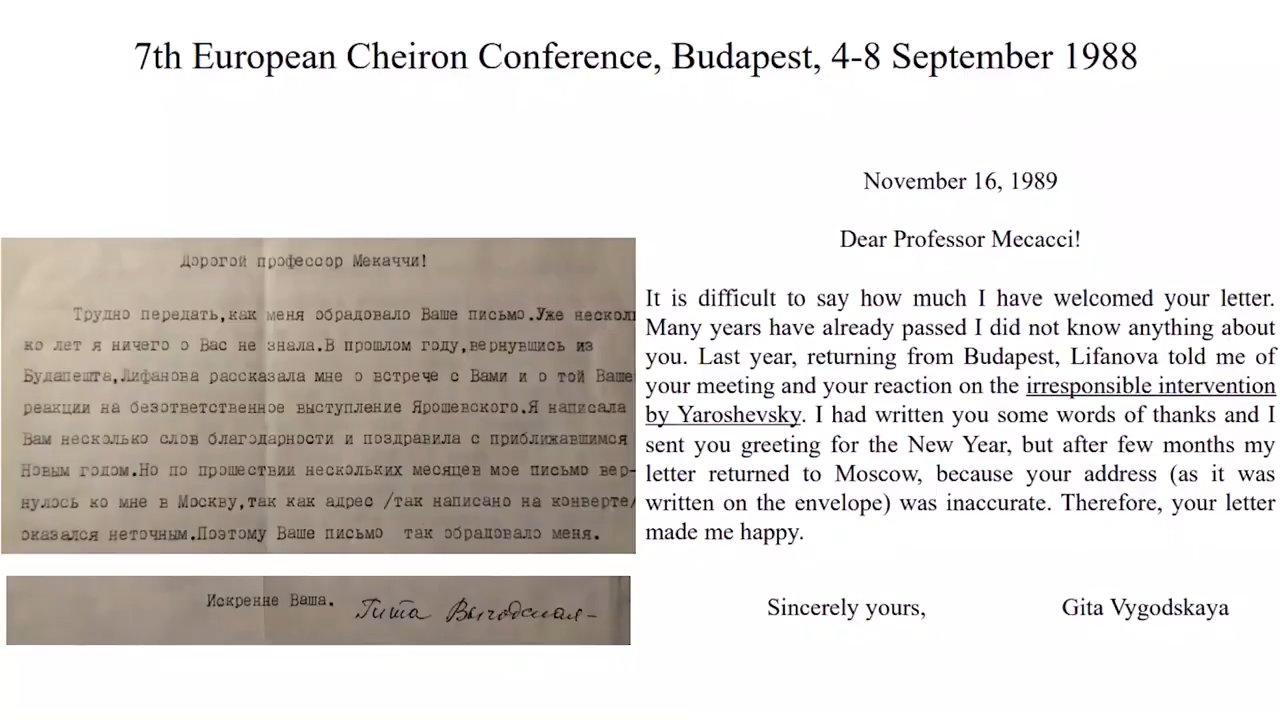 7th European Cheiron Conference, Budapest, 4-8 September 1988
Дорогой профессор Мекаччи!
Трудно передать,как меня обрадовало Ваше письмо.Уже несколь
ко лет я ничего о Вас не знала.В прошлом году,вернувшись из
Будапешта,Лифанова рассказала мне о встрече с Вами и о той Вашей
реакции на безответственное выступление Ярошевского.Я написала
Вам несколько слов благодарности и поздравила с приближавшимся
Новым годом.Но по прошествии нескольких месяцев мое письмо вер-
нулось ко мне в Москву,так как адрес /так написано на конверте/
оказался неточным.Поэтому Ваше письмо так обрадовало меня.
Искренне Ваша. Гита Выгодская-
November 16, 1989
Dear Professor Mecacci!
It is difficult to say how much I have welcomed your letter.
Many years have already passed I did not know anything about
you. Last year, returning from Budapest, Lifanova told me of
your meeting and your reaction on the irresponsible intervention
by Yaroshevsky. I had written you some words of thanks and I
sent you greeting for the New Year, but after few months my
letter returned to Moscow, because your address (as it was
written on the envelope) was inaccurate. Therefore, your letter
made me happy.
Sincerely yours, Gita Vygodskaya